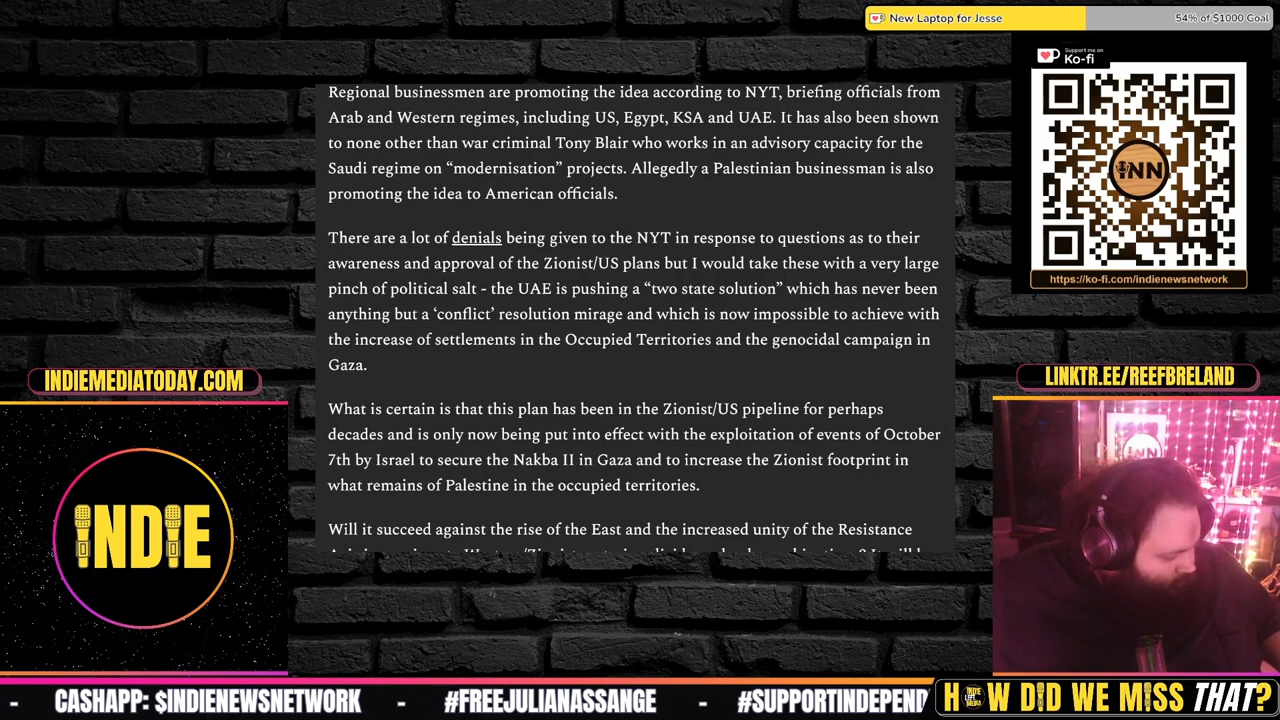 New Laptop for Jesse
54% of $1000 Goal
Support me on
Ko-fi
iNN
https://ko-fi.com/indienewsnetwork
Regional businessmen are promoting the idea according to NYT, briefing officials from
Arab and Western regimes, including US, Egypt, KSA and UAE. It has also been shown
to none other than war criminal Tony Blair who works in an advisory capacity for the
Saudi regime on “modernisation” projects. Allegedly a Palestinian businessman is also
promoting the idea to American officials.
There are a lot of denials being given to the NYT in response to questions as to their
awareness and approval of the Zionist/US plans but I would take these with a very large
pinch of political salt - the UAE is pushing a “two state solution” which has never been
anything but a ‘conflict’ resolution mirage and which is now impossible to achieve with
the increase of settlements in the Occupied Territories and the genocidal campaign in
Gaza.
What is certain is that this plan has been in the Zionist/US pipeline for perhaps
decades and is only now being put into effect with the exploitation of events of October
7th by Israel to secure the Nakba II in Gaza and to increase the Zionist footprint in
what remains of Palestine in the occupied territories.
Will it succeed against the rise of the East and the increased unity of the Resistance
INDIEMEDIATODAY.COM
INDIE
LINKTR.EE/REEFBRELAND
- CASHAPP: $INDIENEWSNETWORK - #FREEJULIANASSANGE - #SUPPORTINDEPEND
HOW DID WE MISS THAT?